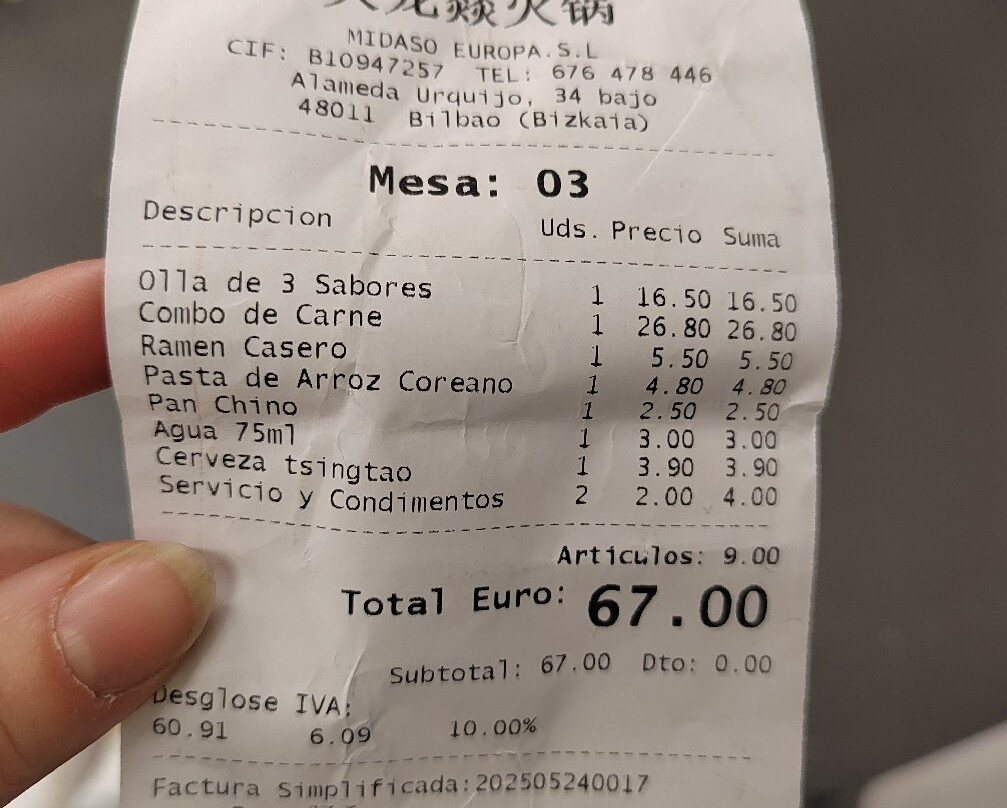 火锅
MIDASO EUROPA.S.L
CIF: B10947257 TEL: 676 478 446
Alameda Urquijo, 34 bajo
48011 Bilbao (Bizkaia)
Mesa: 03
Descripcion Uds. Precio Suma
Olla de 3 Sabores 1 16.50 16.50
Combo de Carne 1 26.80 26.80
Ramen Casero 1 5.50 5.50
Pasta de Arroz Coreano 1 4.80 4.80
Pan Chino 1 2.50 2.50
Agua 75ml 1 3.00 3.00
Cerveza tsingtao 1 3.90 3.90
Servicio y Condimentos 2 2.00 4.00
Articulos: 9.00
Total Euro: 67.00
Subtotal: 67.00 Dto: 0.00
Desglose IVA:
60.91 6.09 10.00%
Factura Simplificada:202505240017